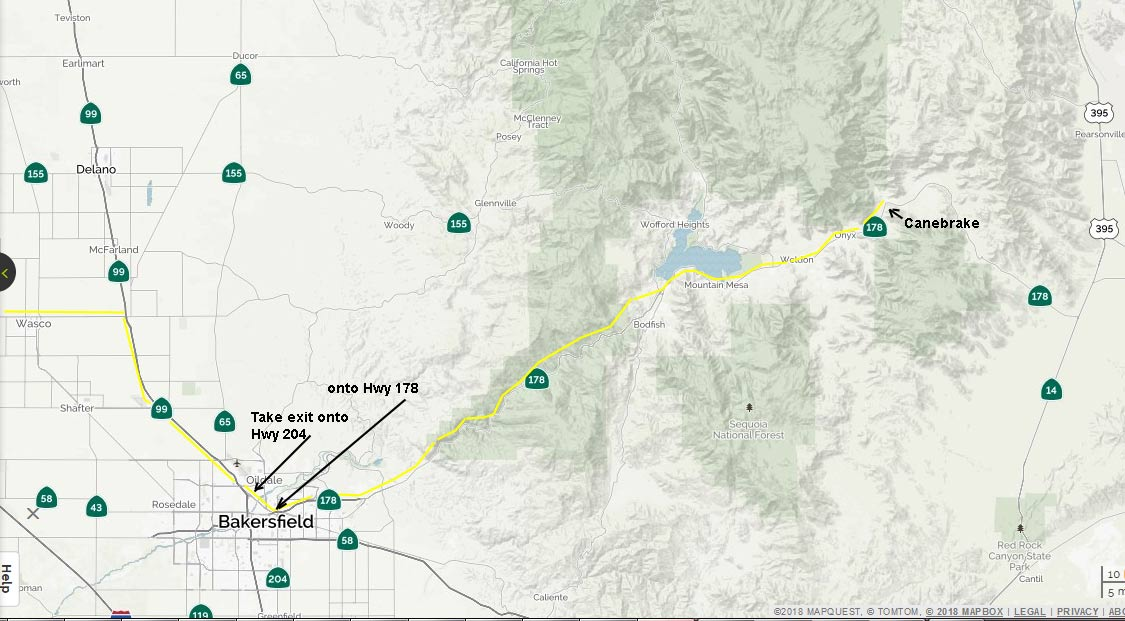 Teviston
Earlimart
Ducor
65
California Hot
Springs
99
395
McClenney
Tract
Posey
Pearsonville
155
Delano
155
Glennville
Woody
155
Wofford Heights
178
Canebrake
395
Onyx
McFarland
99
Weldon
Mountain Mesa
178
Wasco
Bodfish
178
onto Hwy 178
14
Shafter
99
65
Take exit onto
Hwy 204
Sequoia
National Forest
Oildale
58
43
Rosedale
178
Bakersfield
58
Red Rock
Canyon State
Park
Help
204
Cantil
10
5 m
Caliente
119
Greenfield
©2018 MAPQUEST, © TOMTOM, © 2018 MAPBOX | LEGAL | PRIVACY | ABO